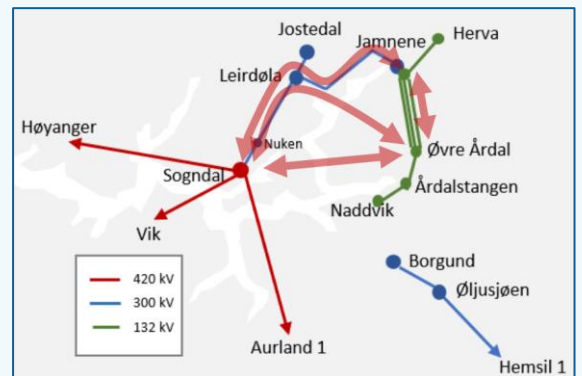 Jostedal
Jamnene
Herva
Leirdøla
Høyanger
Nuken
Øvre Årdal
Sogndal
Årdalstangen
Naddvik
Vik
Borgund
420 kV
300 kV
132 kV
Øljusjøen
Aurland 1
Hemsil 1